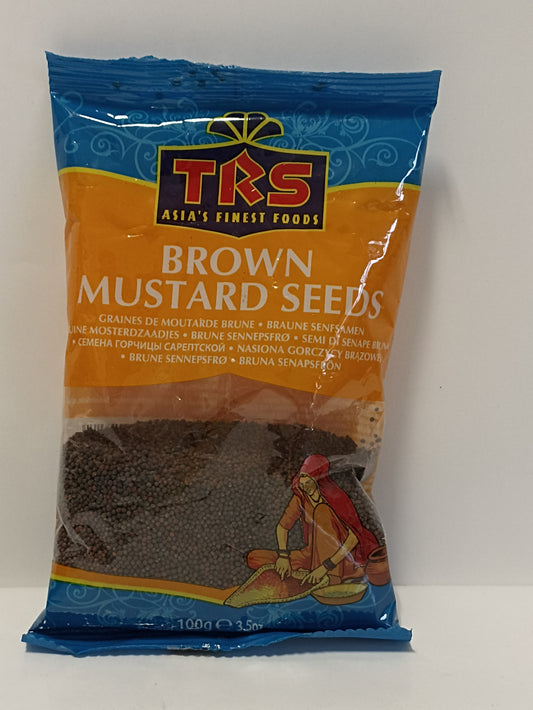 TRS
ASIA'S FINEST FOODS
BROWN
MUSTARD SEEDS
GRAINES DE MOUTARDE BRUNE • BRAUNE SENFSAMEN
UINE MOSTERDZAADJES • BRUNE SENNEPSFRØ • SEMI DI SENAPE BRUNA
• СЕМЕНА ГОРЧИЦЫ САРЕПТСКОЙ • NASIONA GORCZYCY BRĄZOWEJ
• BRUNE SENNEPSFRØ • BRUNA SENAPSFRÖN
100g ℮ 3.5oz